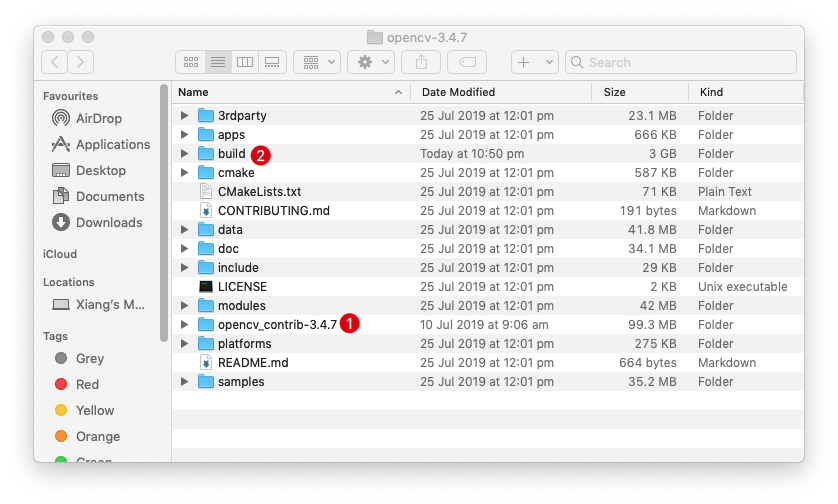 opencv-3.4.7
Search
Favourites
AirDrop
Applications
Desktop
Documents
Downloads
iCloud
Locations
Xiang's M...
Tags
Grey
Red
Yellow
Orange
Green
Name Date Modified Size Kind
3rdparty 25 Jul 2019 at 12:01 pm 23.1 MB Folder
apps 25 Jul 2019 at 12:01 pm 666 KB Folder
build 2 Today at 10:50 pm 3 GB Folder
cmake 25 Jul 2019 at 12:01 pm 587 KB Folder
CMakeLists.txt 25 Jul 2019 at 12:01 pm 71 KB Plain Text
CONTRIBUTING.md 25 Jul 2019 at 12:01 pm 191 bytes Markdown
data 25 Jul 2019 at 12:01 pm 41.8 MB Folder
doc 25 Jul 2019 at 12:01 pm 34.1 MB Folder
include 25 Jul 2019 at 12:01 pm 29 KB Folder
LICENSE 25 Jul 2019 at 12:01 pm 2 KB Unix executable
modules 25 Jul 2019 at 12:01 pm 42 MB Folder
opencv_contrib-3.4.7 1 10 Jul 2019 at 9:06 am 99.3 MB Folder
platforms 25 Jul 2019 at 12:01 pm 275 KB Folder
README.md 25 Jul 2019 at 12:01 pm 664 bytes Markdown
samples 25 Jul 2019 at 12:01 pm 35.2 MB Folder